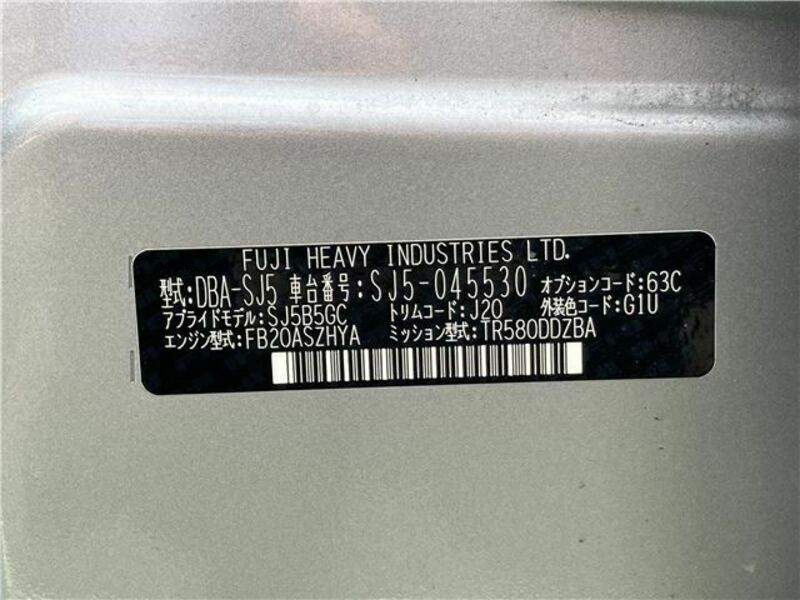 FUJI HEAVY INDUSTRIES LTD.
型式:DBA-SJ5 車台番号:SJ5-045530 オプションコード:63C
アプライドモデル:SJ5B5GC トリムコード:J20 外装色コード:G1U
エンジン型式:FB20ASZHYA ミッション型式:TR580DDZBA